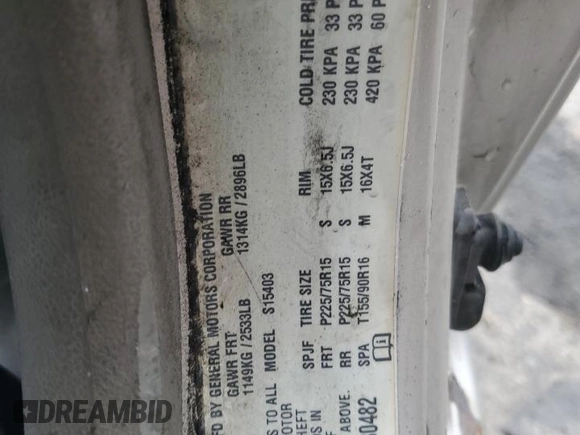 FD BY GENERAL MOTORS CORPORATION
GAWR FRT GAWR RR
1149KG/2533LB 1314KG/2896LB
S TO ALL MODEL S15403
MOTOR
HEFT
S IN
ABOVE.
0482
SPJF TIRE SIZE RIM COLD TIRE PR
FRT P225/75R15 S 15X6.5J 230 KPA 33 P
RR P225/75R15 S 15X6.5J 230 KPA 33 P
SPA T155/90R16 M 16X4T 420 KPA 60 P
DREAMBID